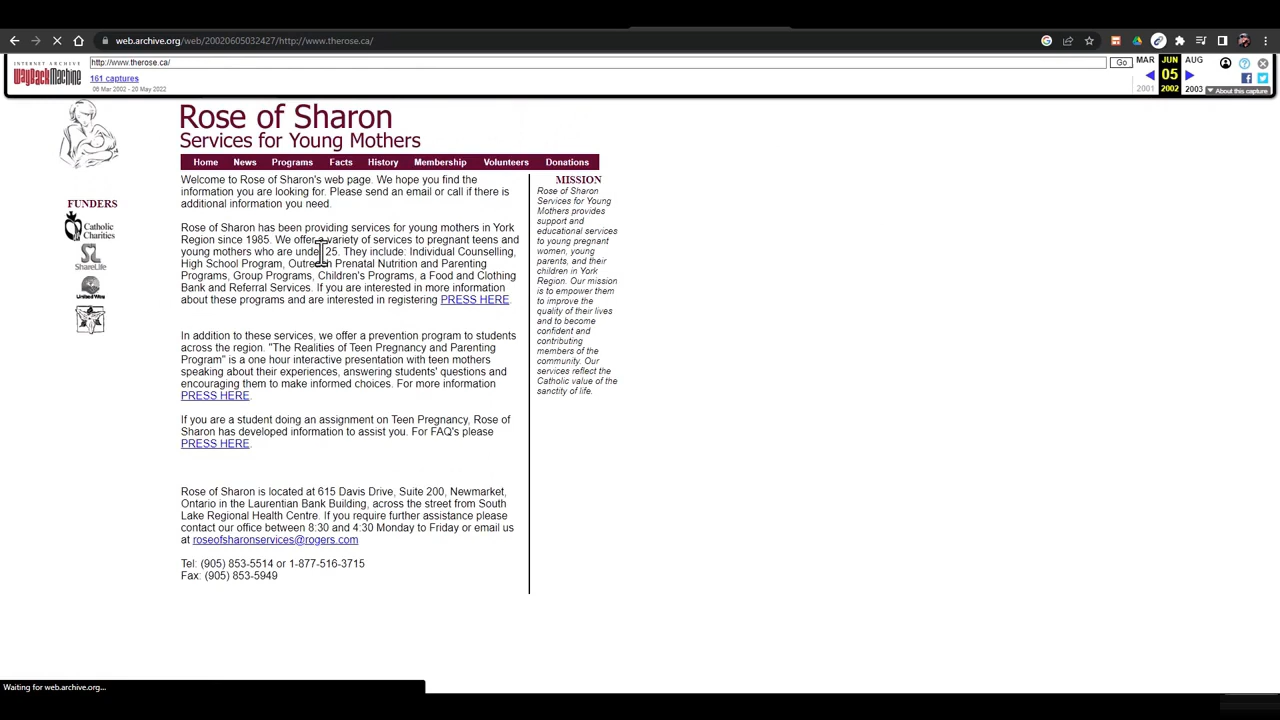 web.archive.org/web/20020605032427/http://www.therose.ca/
INTERNET ARCHIVE
WayBackMachine
http://www.therose.ca/
Go
161 captures
06 Mar 2002 - 20 May 2022
MAR
JUN
AUG
05
2001
2002
2003
About this capture
Rose of Sharon
Services for Young Mothers
Home News Programs Facts History Membership Volunteers Donations
FUNDERS
Catholic
Charities
ShareLife
United Way
Welcome to Rose of Sharon's web page. We hope you find the
information you are looking for. Please send an email or call if there is
additional information you need.
Rose of Sharon has been providing services for young mothers in York
Region since 1985. We offer a variety of services to pregnant teens and
young mothers who are under 25. They include: Individual Counselling,
High School Program, Outreach Prenatal Nutrition and Parenting
Programs, Group Programs, Children's Programs, a Food and Clothing
Bank and Referral Services. If you are interested in more information
about these programs and are interested in registering PRESS HERE.
In addition to these services, we offer a prevention program to students
across the region. "The Realities of Teen Pregnancy and Parenting
Program" is a one hour interactive presentation with teen mothers
speaking about their experiences, answering students' questions and
encouraging them to make informed choices. For more information
PRESS HERE.
If you are a student doing an assignment on Teen Pregnancy, Rose of
Sharon has developed information to assist you. For FAQ's please
PRESS HERE.
Rose of Sharon is located at 615 Davis Drive, Suite 200, Newmarket,
Ontario in the Laurentian Bank Building, across the street from South
Lake Regional Health Centre. If you require further assistance please
contact our office between 8:30 and 4:30 Monday to Friday or email us
at roseofsharonservices@rogers.com
Tel: (905) 853-5514 or 1-877-516-3715
Fax: (905) 853-5949
MISSION
Rose of Sharon
Services for Young
Mothers provides
support and
educational services
to young pregnant
women, young
parents, and their
children in York
Region. Our mission
is to empower them
to improve the
quality of their lives
and to become
confident and
contributing
members of the
community. Our
services reflect the
Catholic value of the
sanctity of life.
Waiting for web.archive.org...